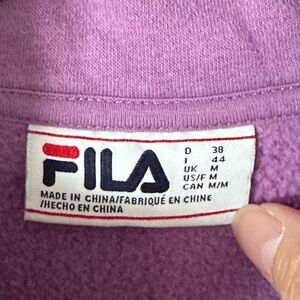 FILA
D 38
I 44
UK M
US/F M
CAN M/M
MADE IN CHINA/FABRIQUÉ EN CHINE
/HECHO EN CHINA